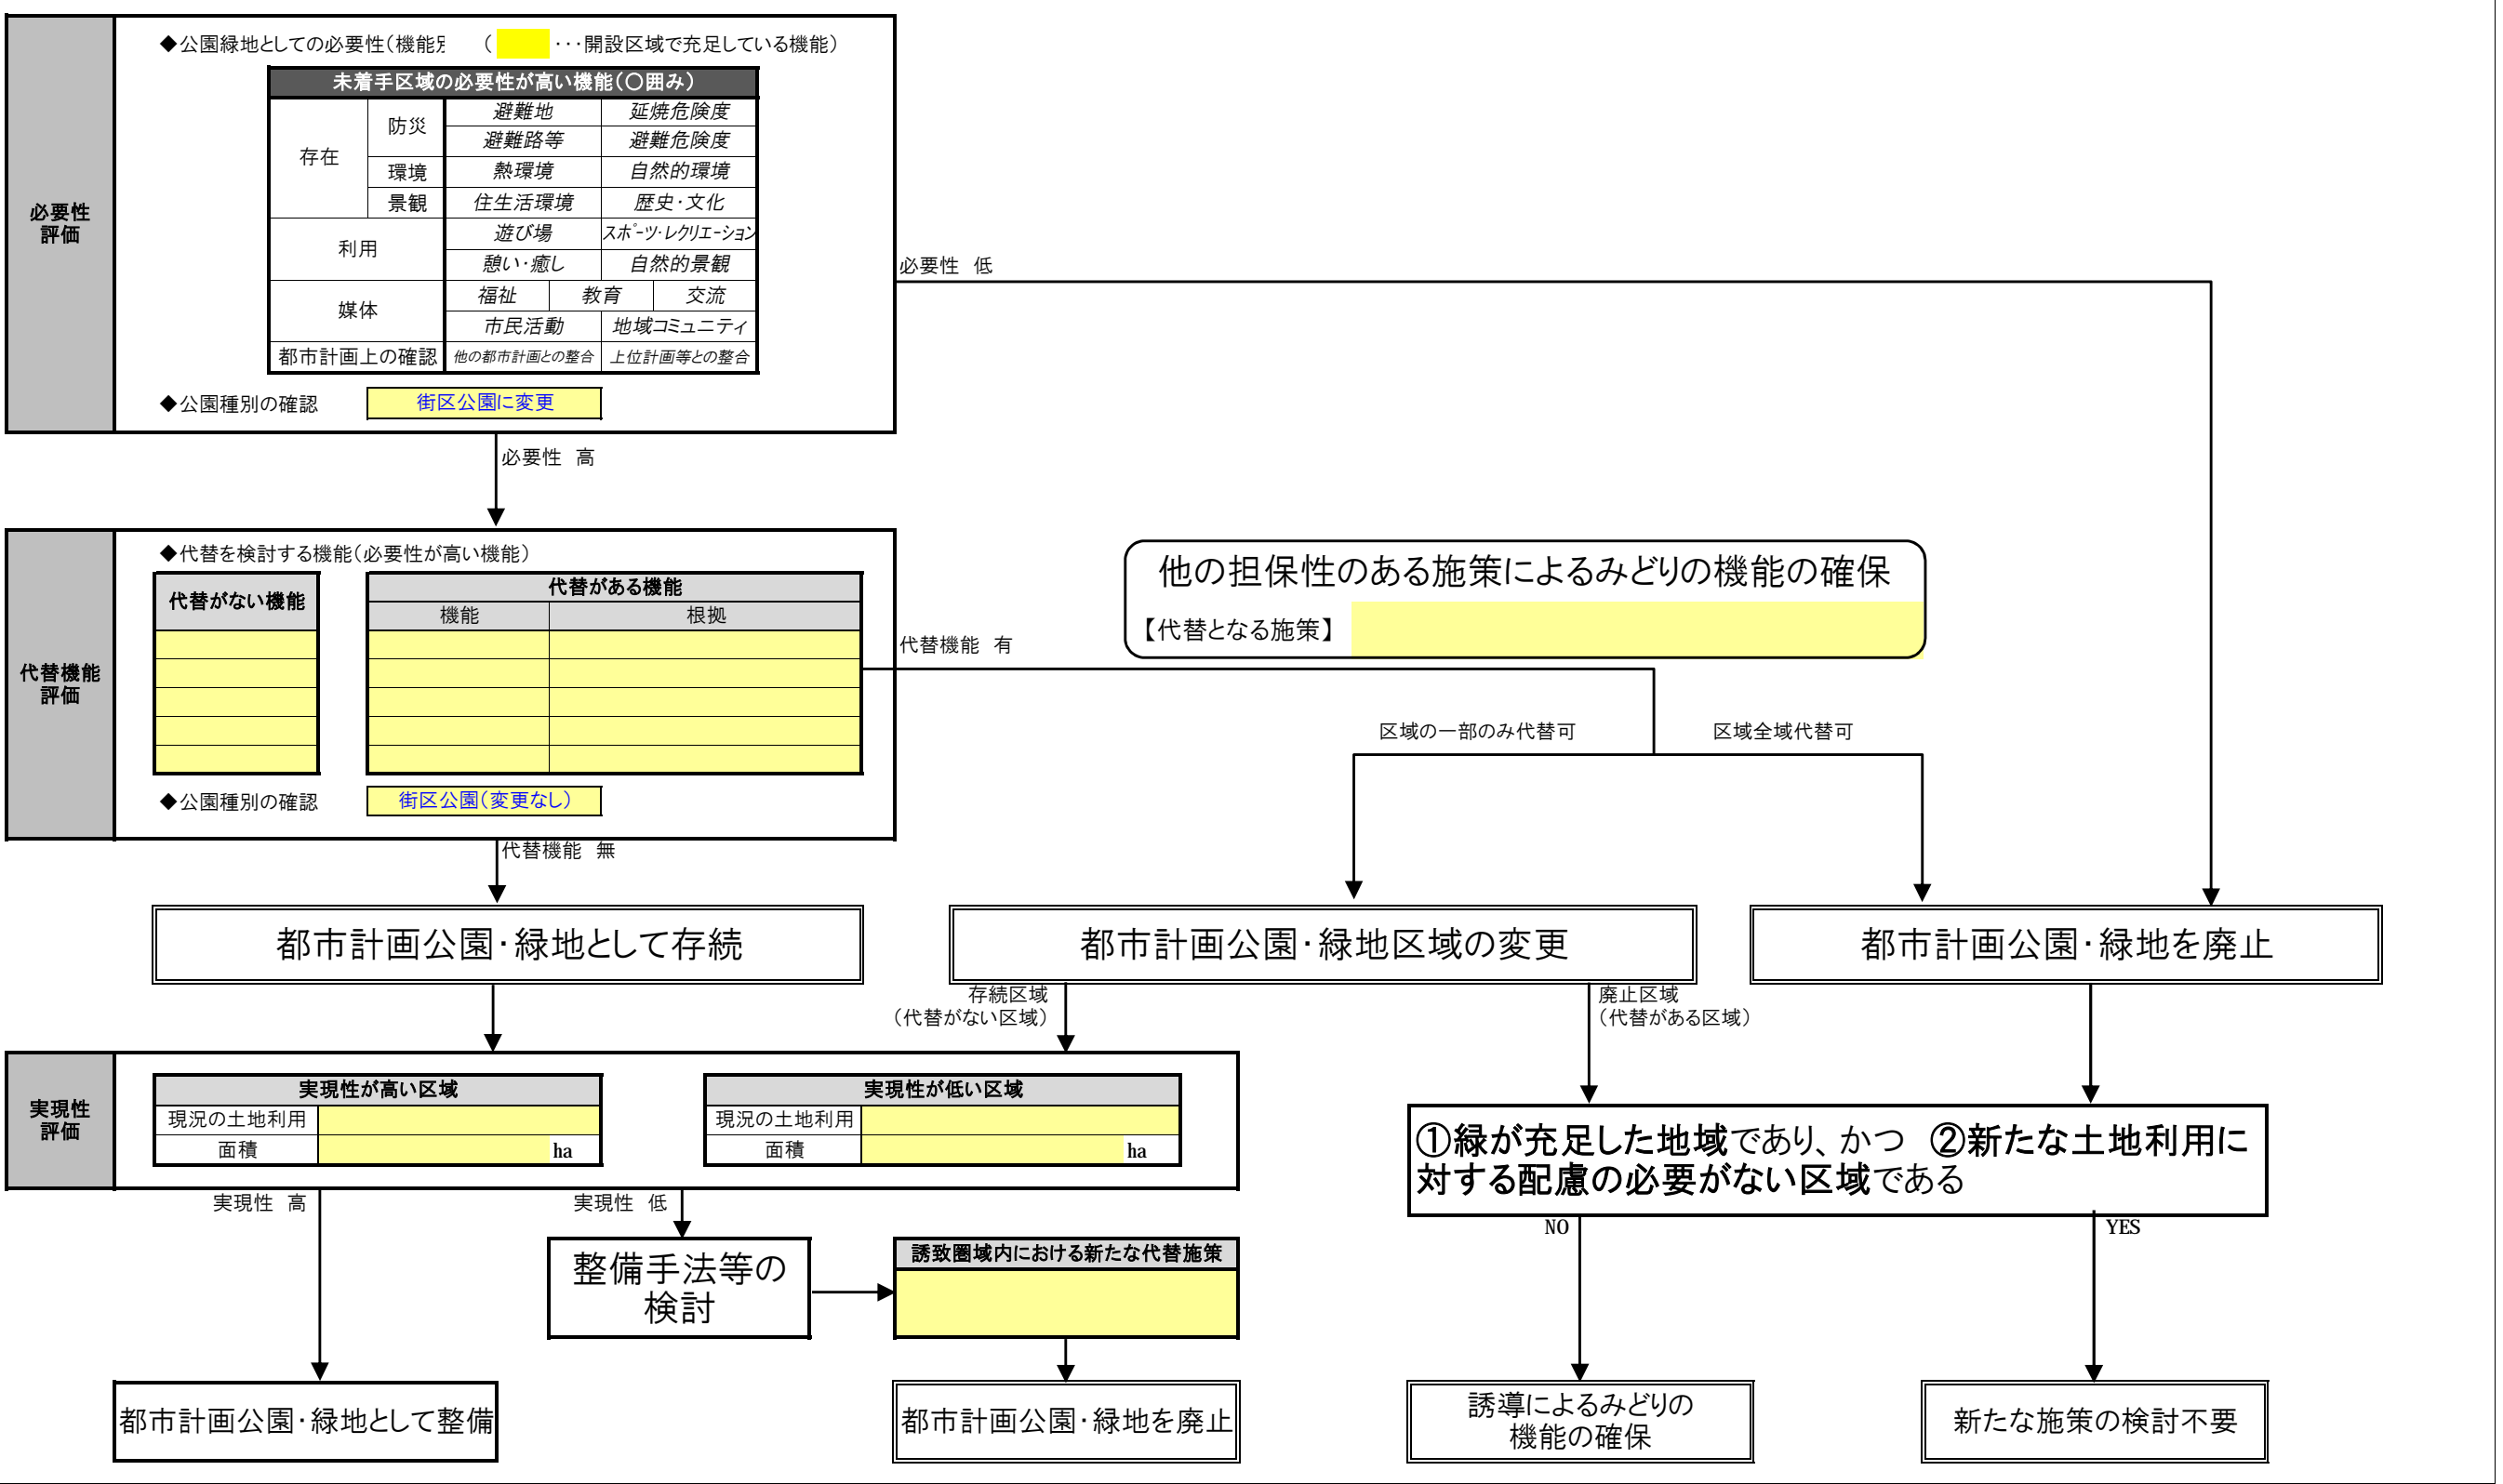 必要性
評価
◆公園緑地としての必要性(機能別
( ･･･開設区域で充足している機能)
未着手区域の必要性が高い機能(〇囲み)
存在
防災
避難地
延焼危険度
避難路等
避難危険度
環境
熱環境
自然的環境
景観
住生活環境
歴史･文化
利用
遊び場
スポーツ･レクリエーション
憩い･癒し
自然的景観
媒体
福祉
教育
交流
市民活動
地域コミュニティ
都市計画上の確認
他の都市計画との整合
上位計画等との整合
◆公園種別の確認
街区公園に変更
必要性 低
必要性 高
代替機能
評価
◆代替を検討する機能(必要性が高い機能)
代替がない機能
代替がある機能
機能
根拠
◆公園種別の確認
街区公園(変更なし)
代替機能 有
他の担保性のある施策によるみどりの機能の確保
【代替となる施策】
区域の一部のみ代替可
区域全域代替可
代替機能 無
都市計画公園･緑地として存続
都市計画公園･緑地区域の変更
都市計画公園･緑地を廃止
存続区域
(代替がない区域)
廃止区域
(代替がある区域)
実現性
評価
実現性が高い区域
現況の土地利用
面積
ha
実現性が低い区域
現況の土地利用
面積
ha
①緑が充足した地域であり、かつ ②新たな土地利用に
対する配慮の必要がない区域である
実現性 高
実現性 低
NO
YES
整備手法等の
検討
誘致圏域内における新たな代替施策
都市計画公園･緑地として整備
都市計画公園･緑地を廃止
誘導によるみどりの
機能の確保
新たな施策の検討不要